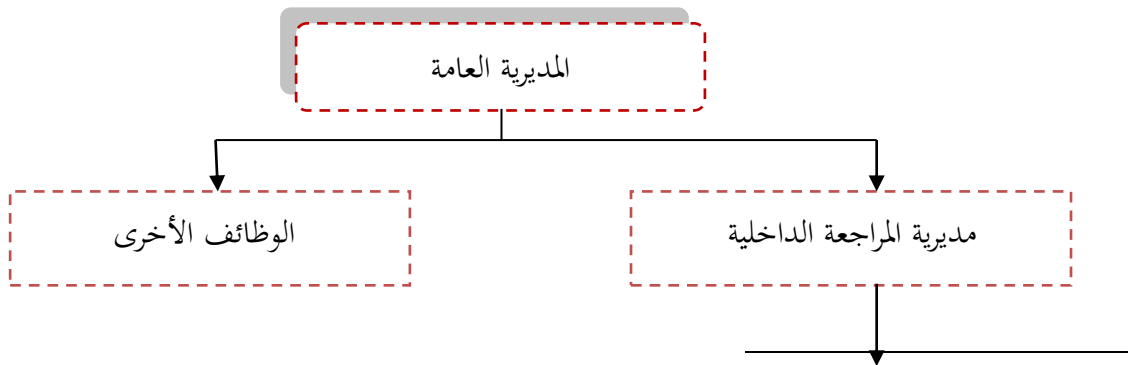 المديرية العامة
مديرية المراجعة الداخلية
الوظائف الأخرى